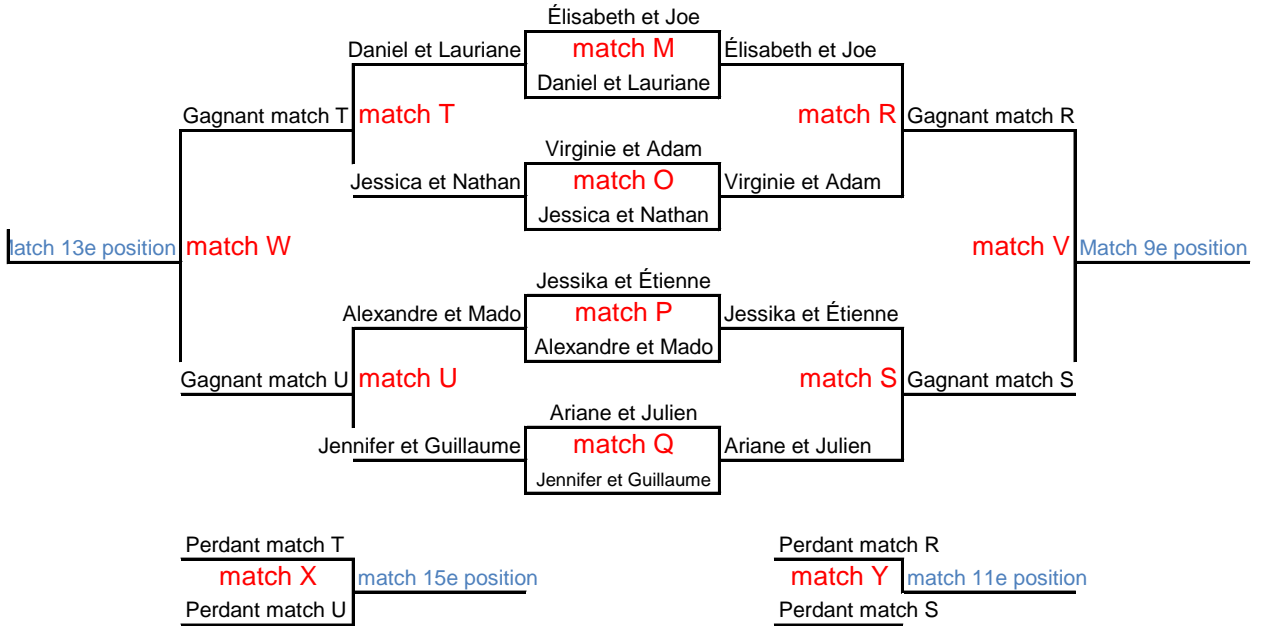 Élisabeth et Joe
Daniel et Lauriane match M Élisabeth et Joe
Daniel et Lauriane
Gagnant match T match T match R Gagnant match R
Virginie et Adam
Jessica et Nathan match O Virginie et Adam
Jessica et Nathan
atch 13e position match W match V Match 9e position
Jessika et Étienne
Alexandre et Mado match P Jessika et Étienne
Alexandre et Mado
Gagnant match U match U match S Gagnant match S
Ariane et Julien
Jennifer et Guillaume match Q Ariane et Julien
Jennifer et Guillaume
Perdant match T Perdant match R
match X match 15e position match Y match 11e position
Perdant match U Perdant match S